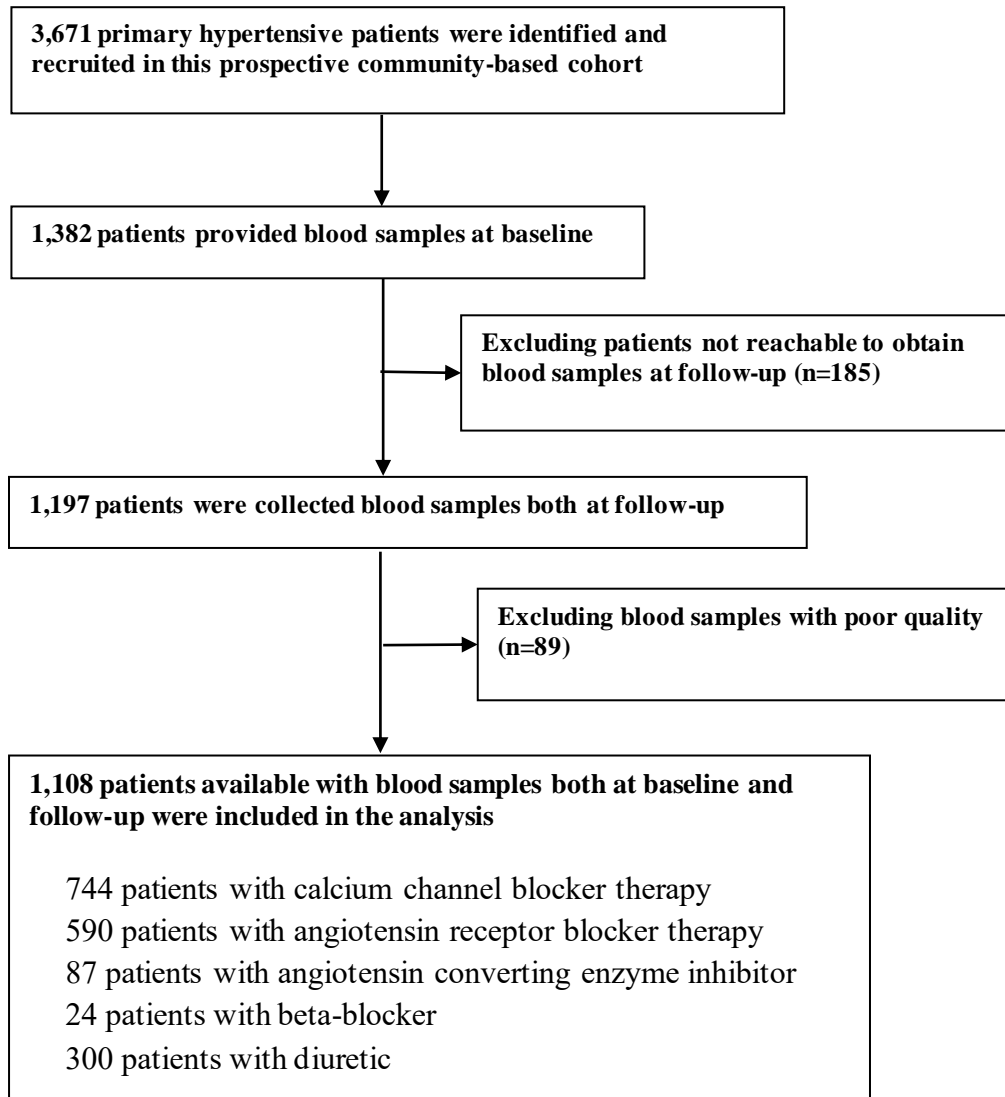 3,671 primary hypertensive patients were identified and
recruited in this prospective community-based cohort
1,382 patients provided blood samples at baseline
Excluding patients not reachable to obtain
blood samples at follow-up (n=185)
1,197 patients were collected blood samples both at follow-up
Excluding blood samples with poor quality
(n=89)
1,108 patients available with blood samples both at baseline and
follow-up were included in the analysis
744 patients with calcium channel blocker therapy
590 patients with angiotensin receptor blocker therapy
87 patients with angiotensin converting enzyme inhibitor
24 patients with beta-blocker
300 patients with diuretic